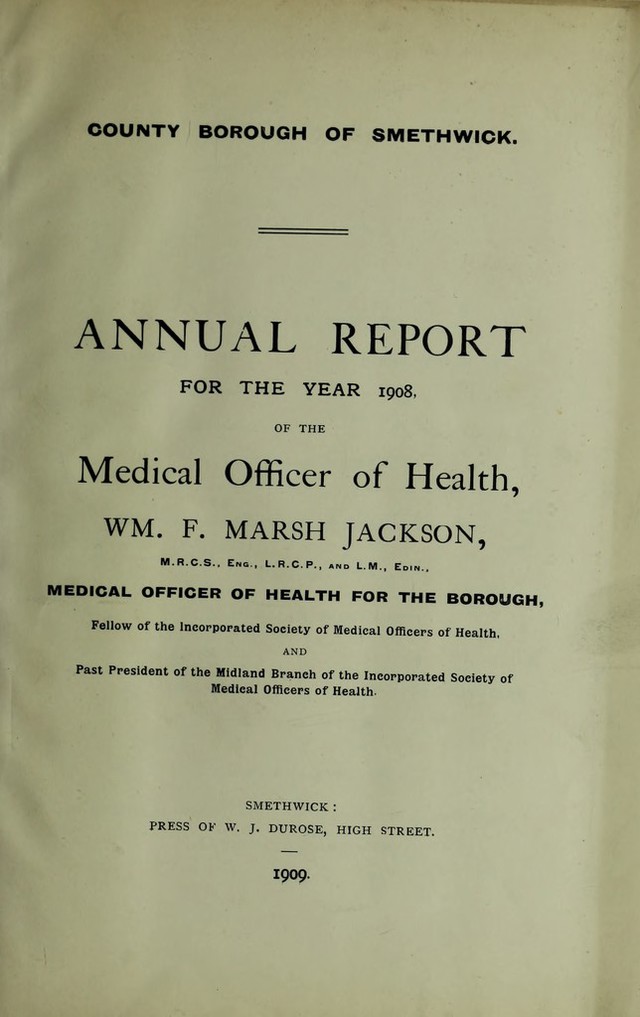 COUNTY BOROUGH OF SMETHWICK.
ANNUAL REPORT
FOR THE YEAR 1908,
OF THE
Medical Officer of Health,
WM. F. MARSH JACKSON,
M.R.C.S., ENG., L.R.C.P., AND L.M., EDIN.,
MEDICAL OFFICER OF HEALTH FOR THE BOROUGH,
Fellow of the Incorporated Society of Medical Officers of Health,
AND
Past President of the Midland Branch of the Incorporated Society of
Medical Officers of Health.
SMETHWICK:
PRESS OF W. J. DUROSE, HIGH STREET.
1909.